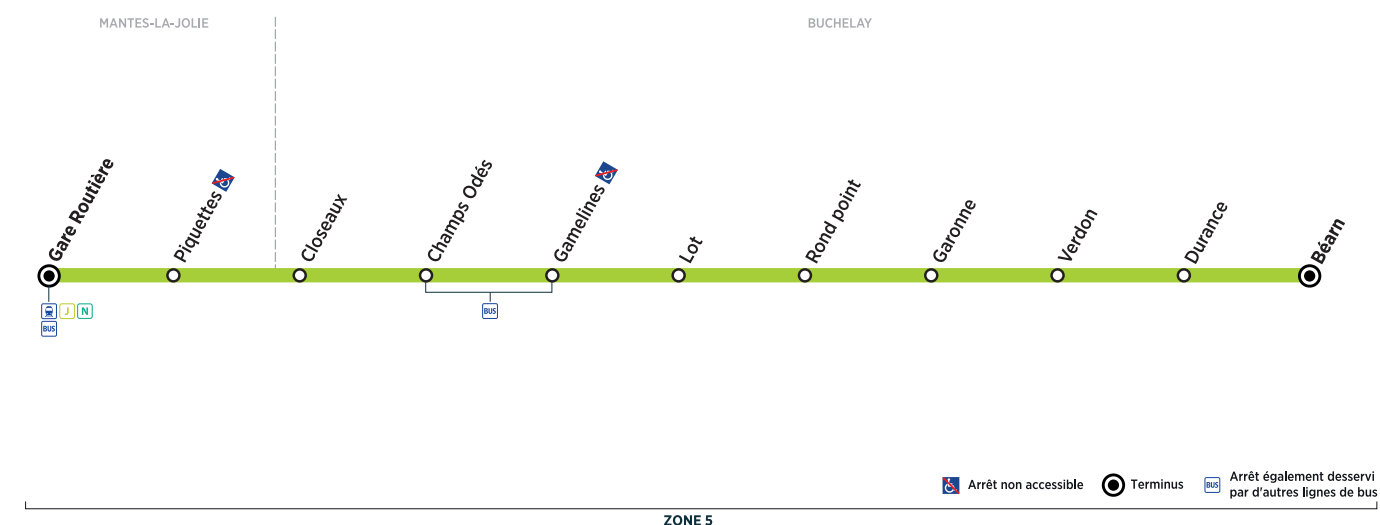 MANTES-LA-JOLIE
BUCHELAY
Gare Routière
Piquettes
Closeaux
Champs Odés
Gamelines
Lot
Rond point
Garonne
Verdon
Durance
Béarn
J N
BUS
BUS
Arrêt non accessible
Terminus
BUS
Arrêt également desservi
par d'autres lignes de bus
ZONE 5